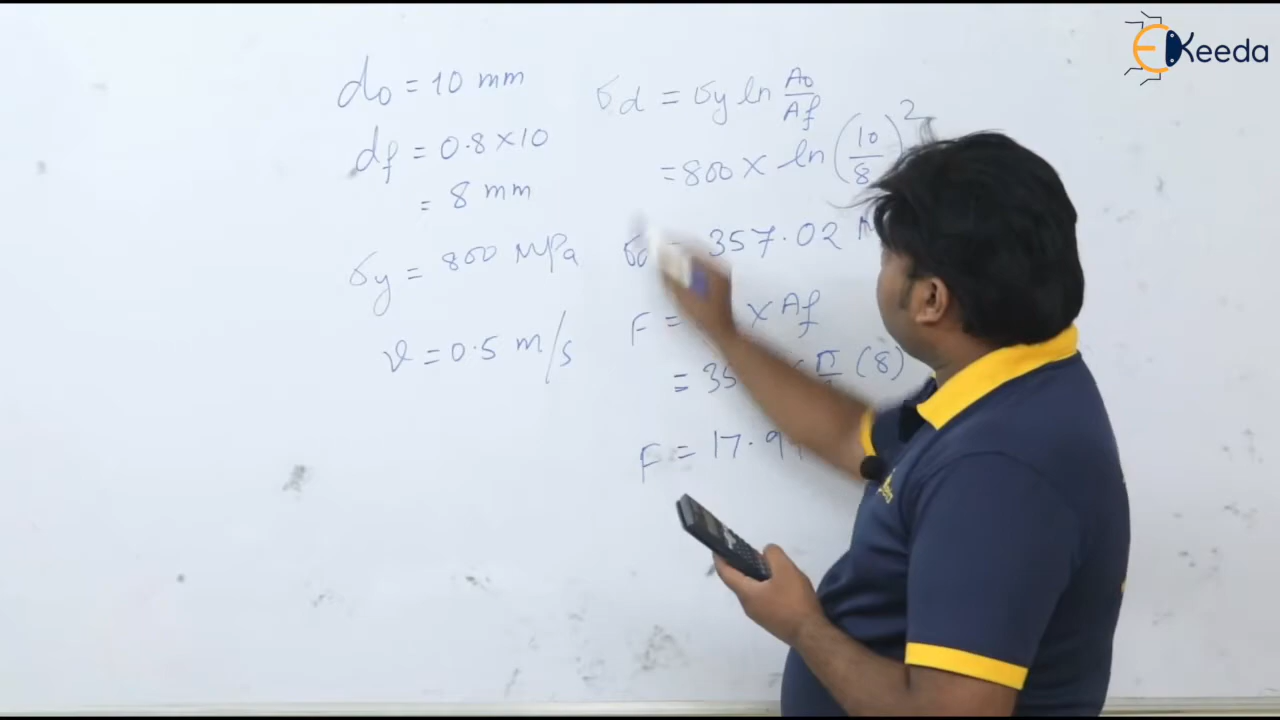 EKeeda
d₀ = 10 mm
df = 0.8 × 10
= 8 mm
σy = 800 MPa
v = 0.5 m/s
σd = σy ln A₀/Af
= 800 × ln (10/8)²
= 357.02
F = × Af
= 35 π (8)
F = 17.9